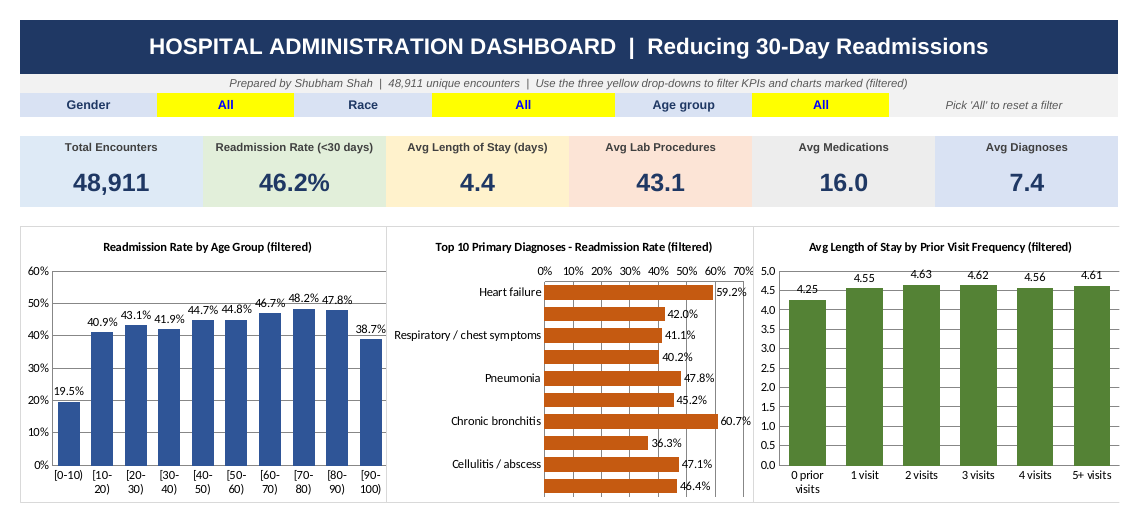 HOSPITAL ADMINISTRATION DASHBOARD | Reducing 30-Day Readmissions
Prepared by Shubham Shah | 48,911 unique encounters | Use the three yellow drop-downs to filter KPIs and charts marked (filtered)
Gender All Race All Age group All Pick 'All' to reset a filter
Total Encounters Readmission Rate (<30 days) Avg Length of Stay (days) Avg Lab Procedures Avg Medications Avg Diagnoses
48,911 46.2% 4.4 43.1 16.0 7.4
Readmission Rate by Age Group (filtered)
60%
50%
40%
30%
20%
10%
0%
19.5% 40.9% 43.1% 41.9% 44.7% 44.8% 46.7% 48.2% 47.8% 38.7%
[0-10) [10-20) [20-30) [30-40) [40-50) [50-60) [60-70) [70-80) [80-90) [90-100)
Top 10 Primary Diagnoses - Readmission Rate (filtered)
0% 10% 20% 30% 40% 50% 60% 70%
Heart failure 59.2%
42.0%
Respiratory / chest symptoms 41.1%
40.2%
Pneumonia 47.8%
45.2%
Chronic bronchitis 60.7%
36.3%
Cellulitis / abscess 47.1%
46.4%
Avg Length of Stay by Prior Visit Frequency (filtered)
5.0
4.5
4.0
3.5
3.0
2.5
2.0
1.5
1.0
0.5
0.0
4.25 4.55 4.63 4.62 4.56 4.61
0 prior visits 1 visit 2 visits 3 visits 4 visits 5+ visits